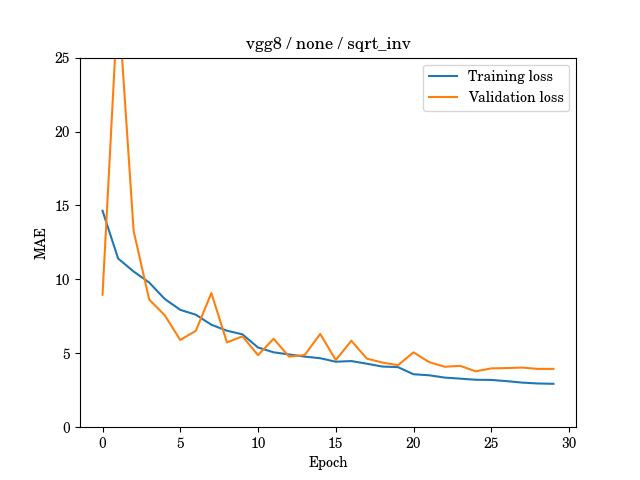 vgg8 / none / sqrt_inv
Training loss
Validation loss
25
20
15
10
5
0
MAE
0 5 10 15 20 25 30
Epoch